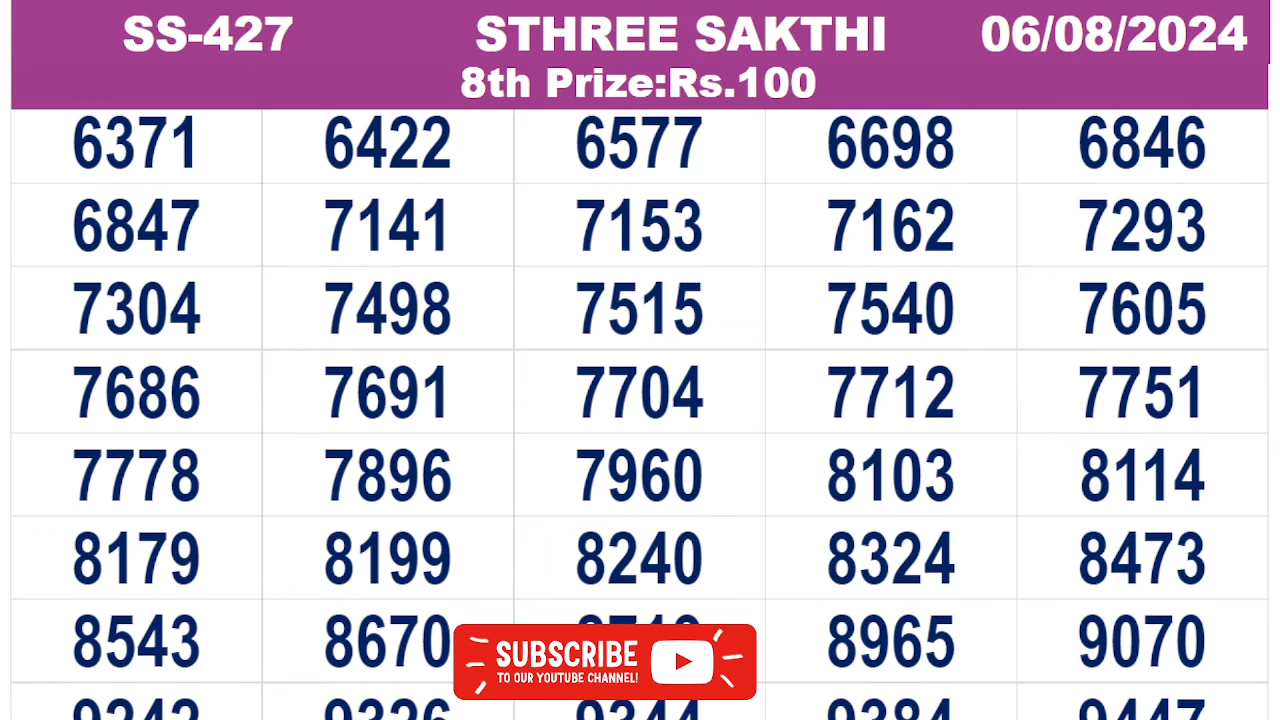 SS-427 STHREE SAKTHI 06/08/2024
8th Prize:Rs.100
6371 6422 6577 6698 6846
6847 7141 7153 7162 7293
7304 7498 7515 7540 7605
7686 7691 7704 7712 7751
7778 7896 7960 8103 8114
8179 8199 8240 8324 8473
8543 8670 8965 9070
SUBSCRIBE
TO OUR YOUTUBE CHANNEL!